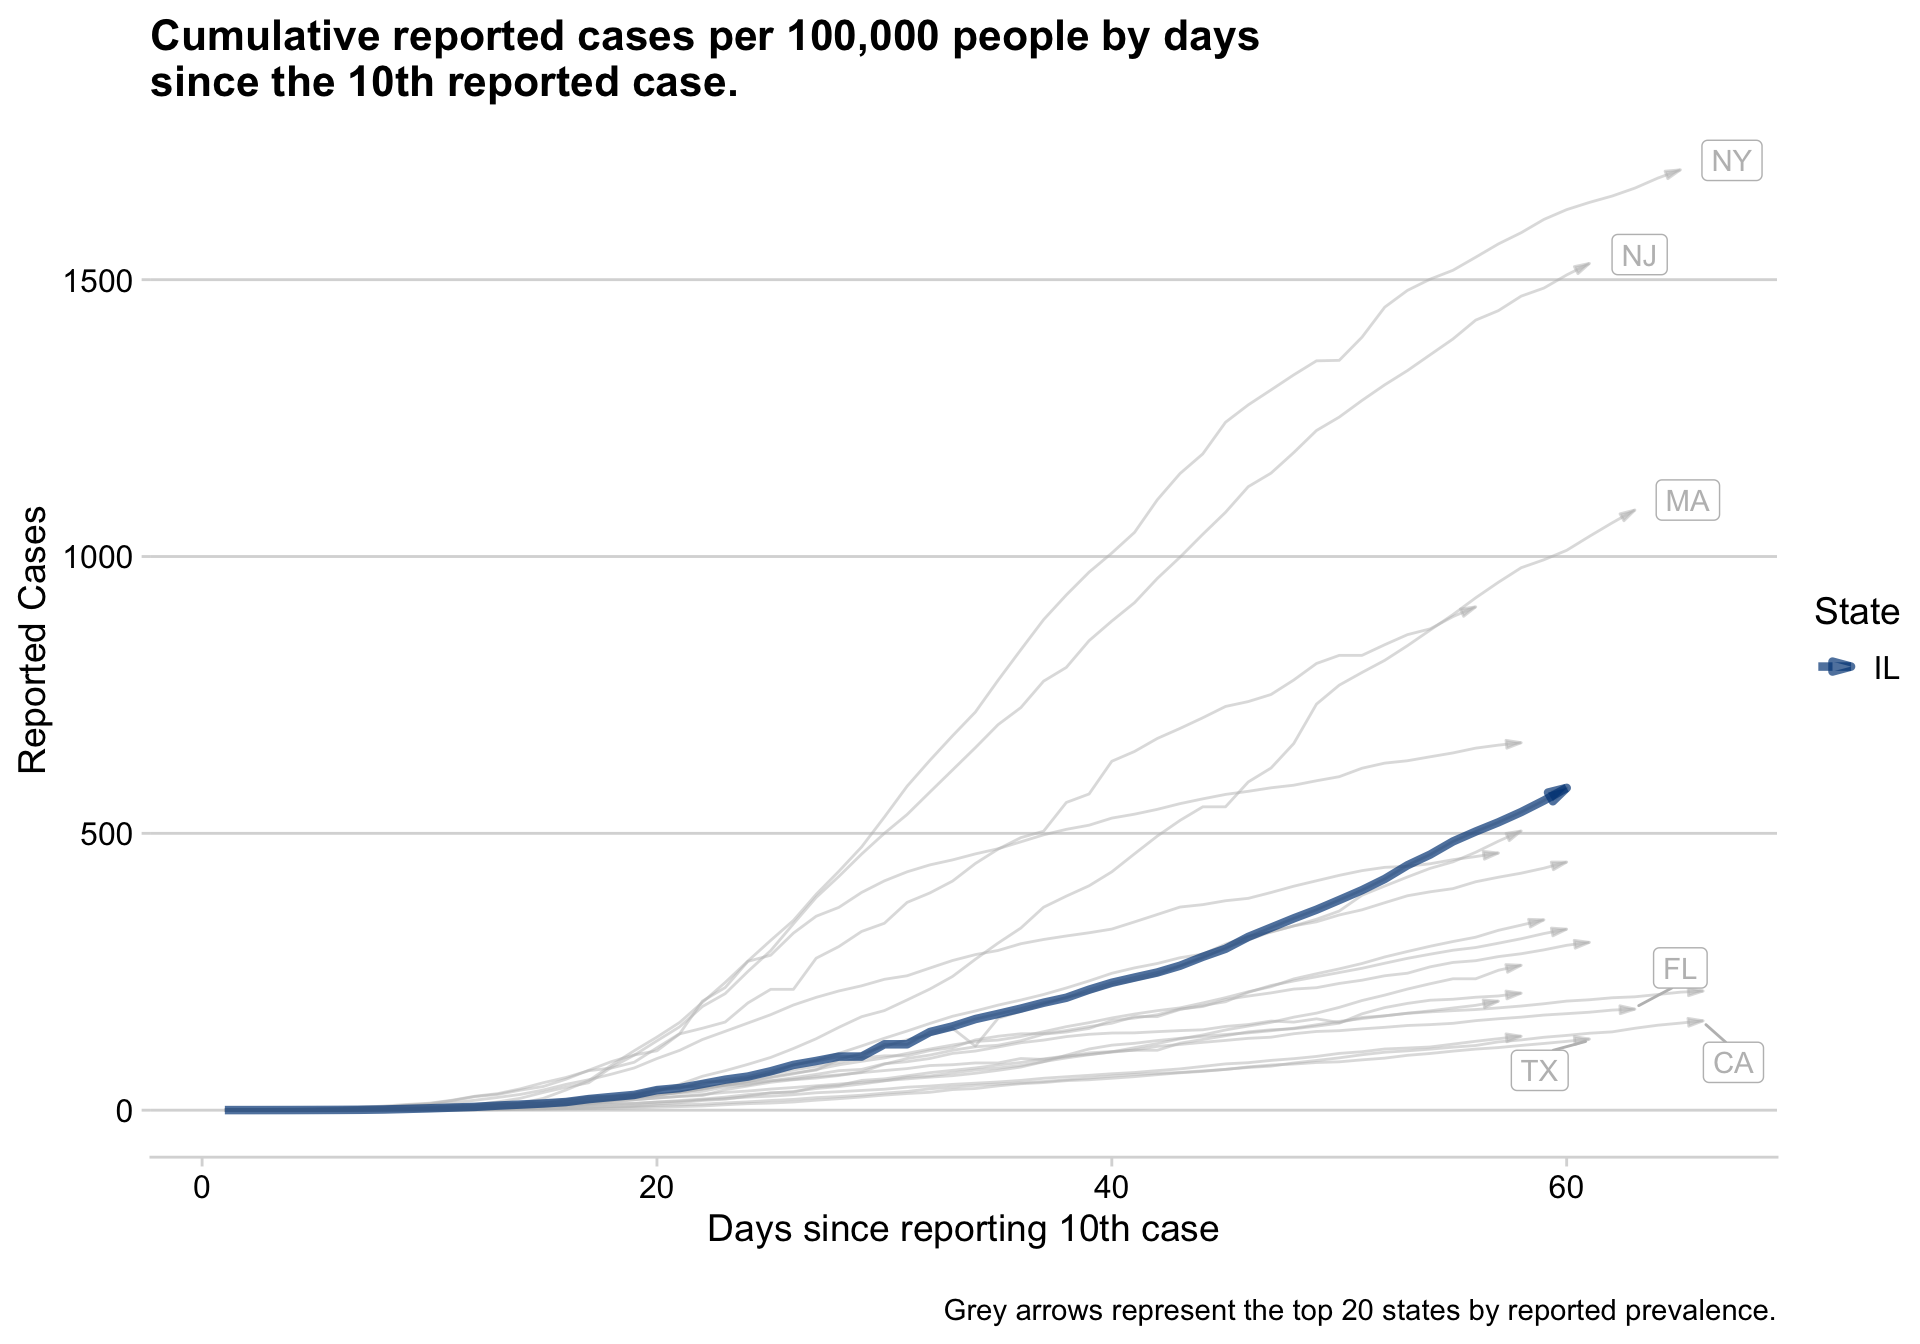 Cumulative reported cases per 100,000 people by days
since the 10th reported case.
NY
NJ
MA
FL
TX
CA
1500
1000
500
0
Reported Cases
0
20
40
60
Days since reporting 10th case
State
IL
Grey arrows represent the top 20 states by reported prevalence.